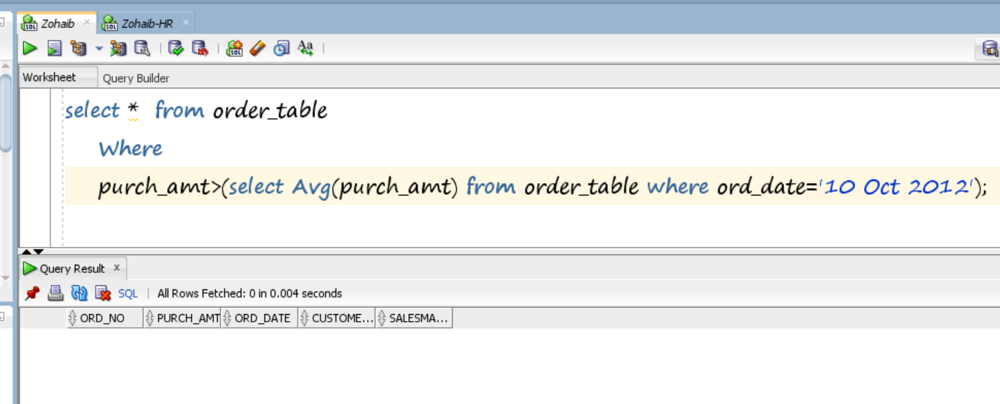 Zohaib Zohaib-HR
Worksheet Query Builder
select * from order_table
Where
purch_amt>(select Avg(purch_amt) from order_table where ord_date='10 Oct 2012');
Query Result
SQL All Rows Fetched: 0 in 0.004 seconds
ORD_NO PURCH_AMT ORD_DATE CUSTOME... SALESMA...